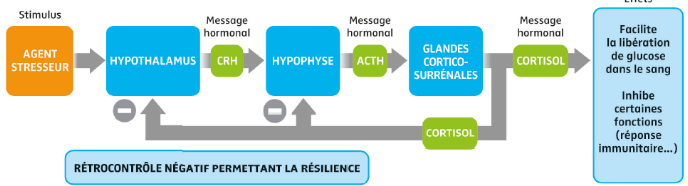 Stimulus
Message
hormonal
Message
hormonal
Message
hormonal
Effets
AGENT
STRESSEUR
HYPOTHALAMUS
CRH
HYPOPHYSE
ACTH
GLANDES
CORTICO-
SURRÉNALES
CORTISOL
Facilite
la libération
de glucose
dans le sang
Inhibe
certaines
fonctions
(réponse
immunitaire...)
CORTISOL
RÉTROCONTRÔLE NÉGATIF PERMETTANT LA RÉSILIENCE